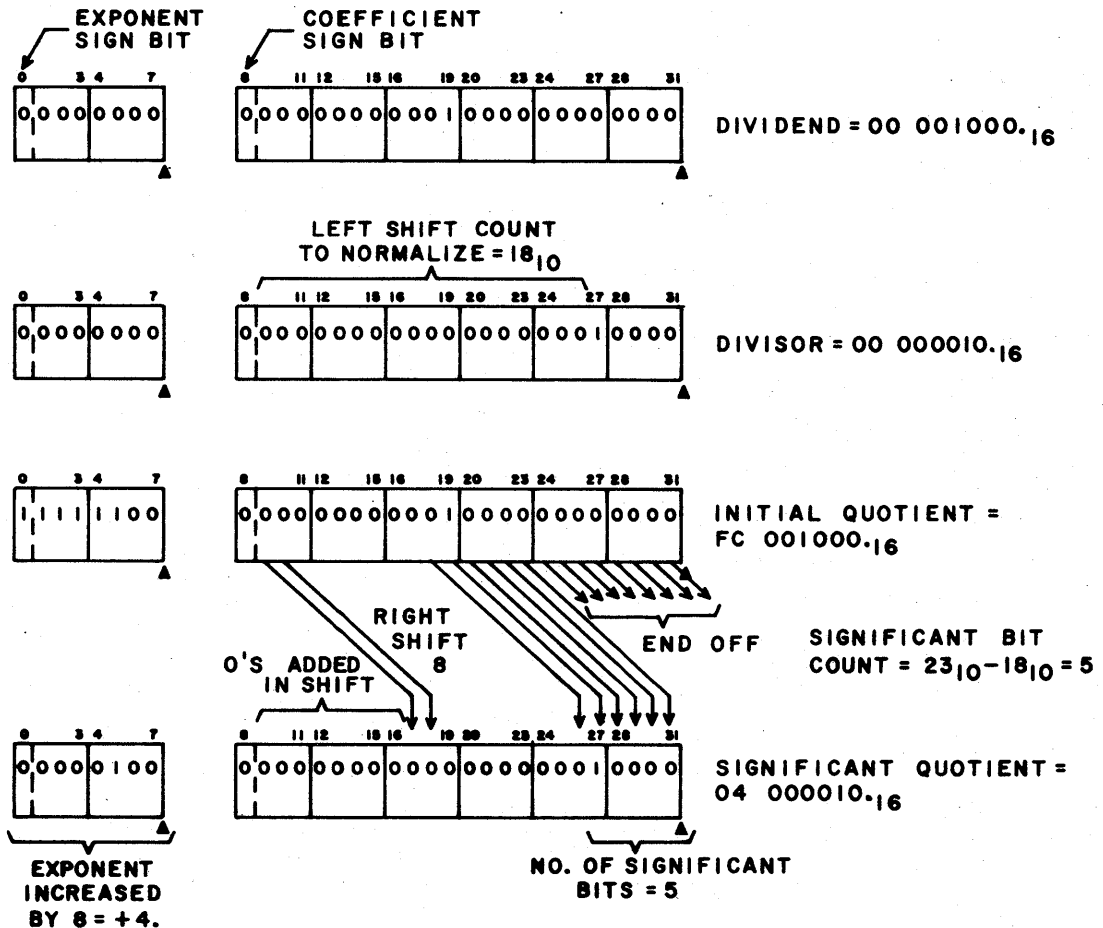 EXPONENT SIGN BIT
COEFFICIENT SIGN BIT
0 3 4 7 8 11 12 15 16 19 20 23 24 27 28 31
0 0 0 0 0 0 0 0 0 0 0 0 0 0 0 0 0 0 0 1 0 0 0 0 0 0 0 0 0 0 0 0
DIVIDEND = 00 001000.16
LEFT SHIFT COUNT
TO NORMALIZE = 18 10
0 3 4 7 8 11 12 15 16 19 20 23 24 27 28 31
0 0 0 0 0 0 0 0 0 0 0 0 0 0 0 0 0 0 0 0 0 0 0 0 0 0 0 1 0 0 0 0
DIVISOR = 00 000010.16
0 3 4 7 8 11 12 15 16 19 20 23 24 27 28 31
1 1 1 1 1 1 0 0 0 0 0 0 0 0 0 0 0 0 0 1 0 0 0 0 0 0 0 0 0 0 0 0
INITIAL QUOTIENT =
FC 001000.16
RIGHT
SHIFT
8
END OFF
SIGNIFICANT BIT
COUNT = 23 10 - 18 10 = 5
0'S ADDED
IN SHIFT
0 3 4 7 8 11 12 15 16 19 20 23 24 27 28 31
0 0 0 0 0 1 0 0 0 0 0 0 0 0 0 0 0 0 0 0 0 0 0 0 0 0 0 1 0 0 0 0
SIGNIFICANT QUOTIENT =
04 000010.16
EXPONENT
INCREASED
BY 8 = +4.
NO. OF SIGNIFICANT
BITS = 5